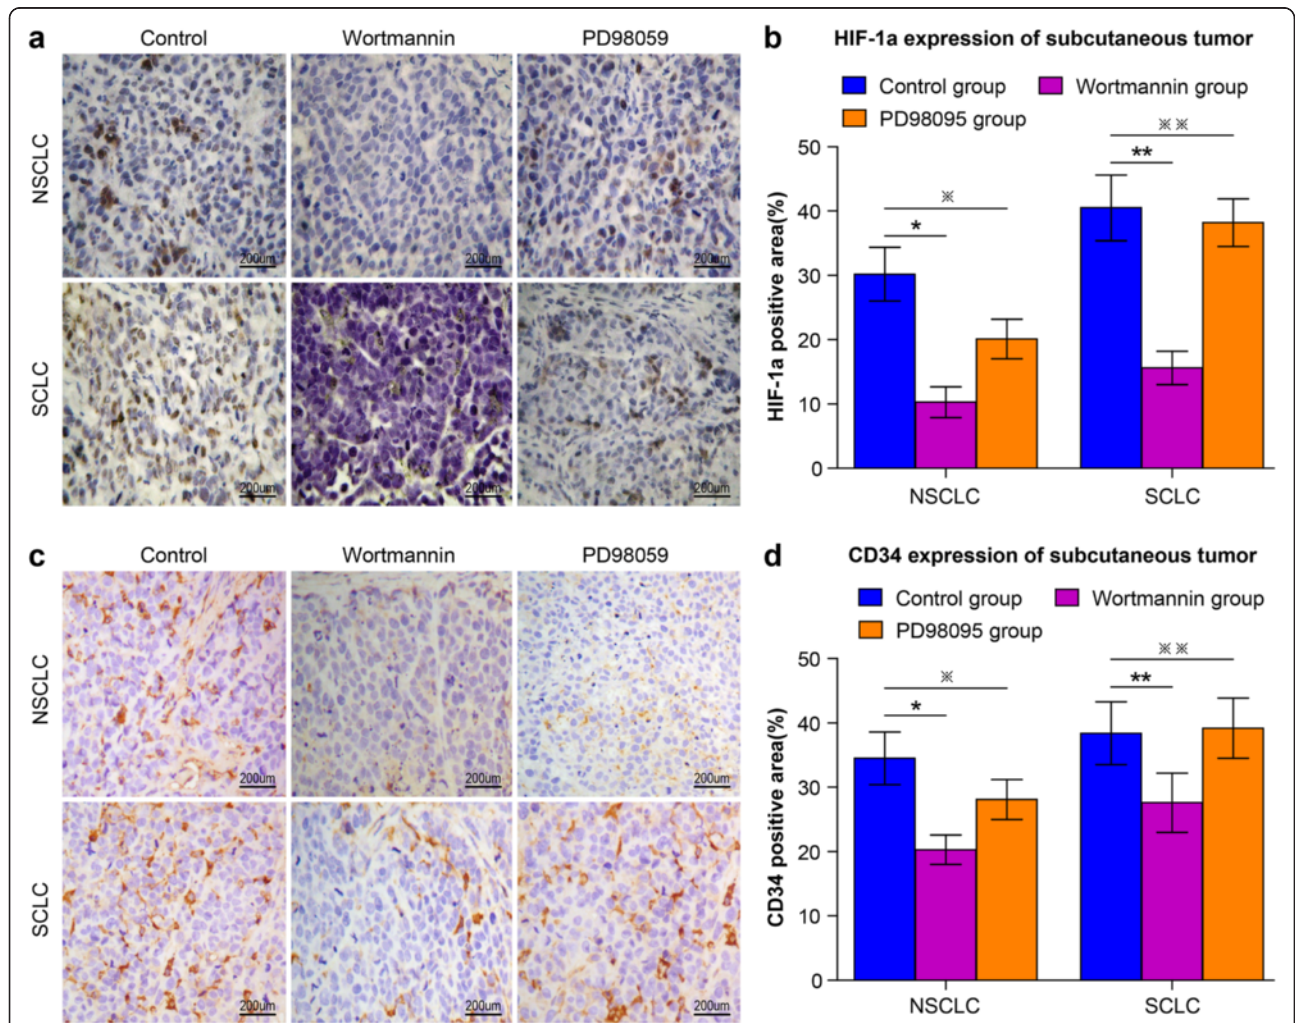 a
Control Wortmannin PD98059
NSCLC
200um 200um 200um
SCLC
200um 200um 200um
b
HIF-1a expression of subcutaneous tumor
Control group Wortmannin group
PD98095 group
HIF-1a positive area(%)
50
40
30
20
10
0
※ * ※※ **
NSCLC SCLC
c
Control Wortmannin PD98059
NSCLC
200um 200um 200um
SCLC
200um 200um 200um
d
CD34 expression of subcutaneous tumor
Control group Wortmannin group
PD98095 group
CD34 positive area(%)
50
40
30
20
10
0
※ * ※※ **
NSCLC SCLC